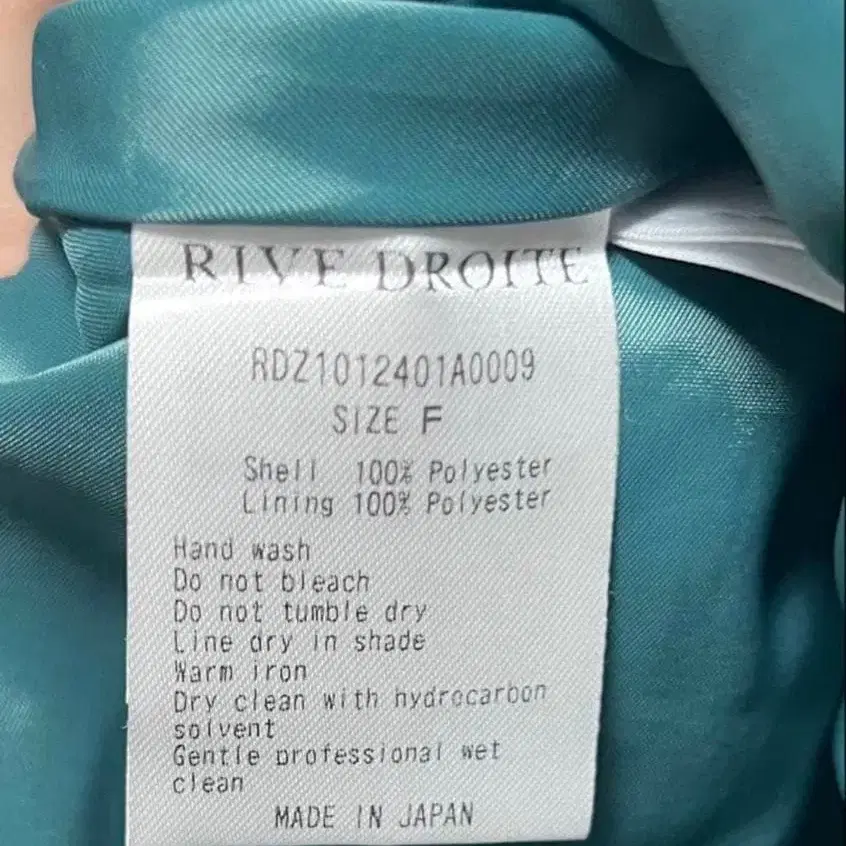 RIVE DROITE
RDZ1012401A0009
SIZE F
Shell 100% Polyester
Lining 100% Polyester
Hand wash
Do not bleach
Do not tumble dry
Line dry in shade
Warm iron
Dry clean with hydrocarbon
solvent
Gentle professional wet
clean
MADE IN JAPAN